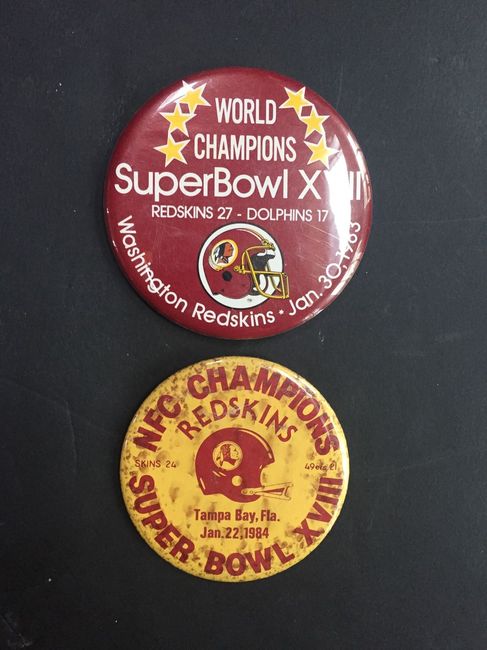 WORLD
CHAMPIONS
SuperBowl XVII
REDSKINS 27 - DOLPHINS 17
Washington Redskins • Jan. 30, 1983
NFC CHAMPIONS
REDSKINS
SKINS 24
49ers 21
Tampa Bay, Fla.
Jan. 22, 1984
SUPER BOWL XVIII